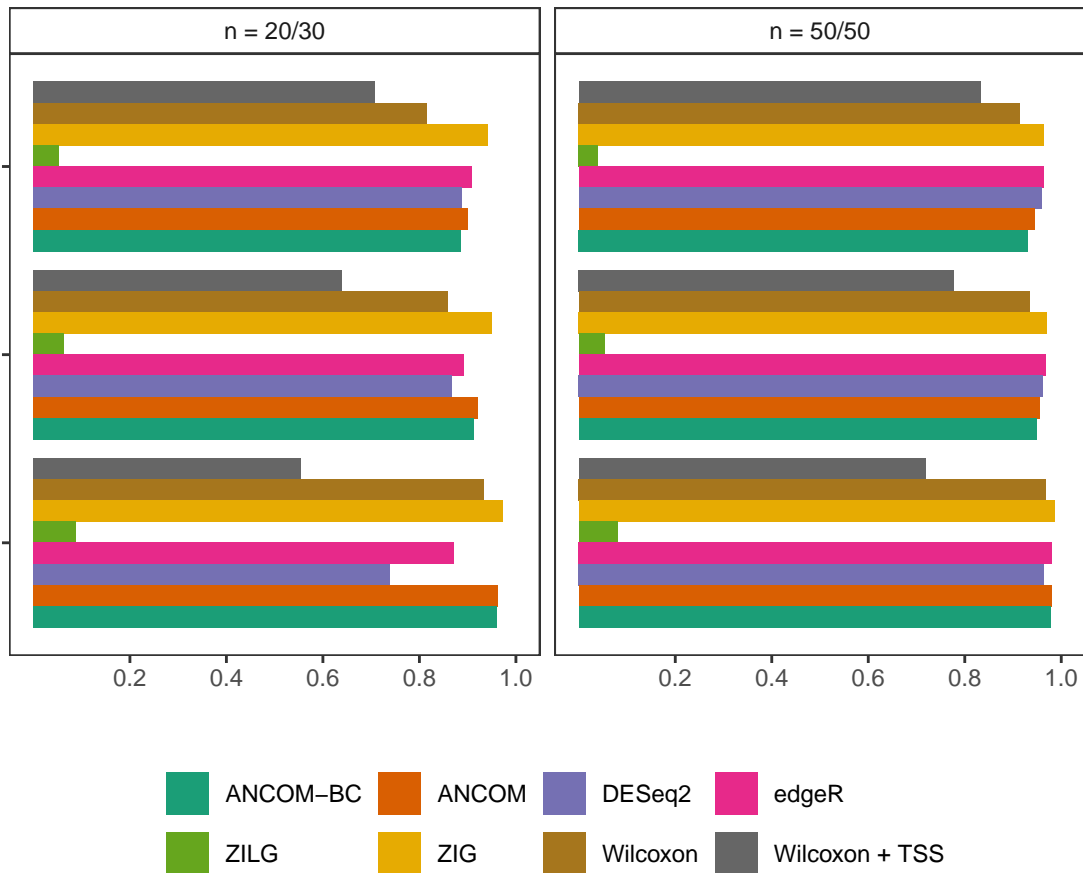 n = 20/30
n = 50/50
0.2 0.4 0.6 0.8 1.0
0.2 0.4 0.6 0.8 1.0
ANCOM−BC ANCOM DESeq2 edgeR
ZILG ZIG Wilcoxon Wilcoxon + TSS